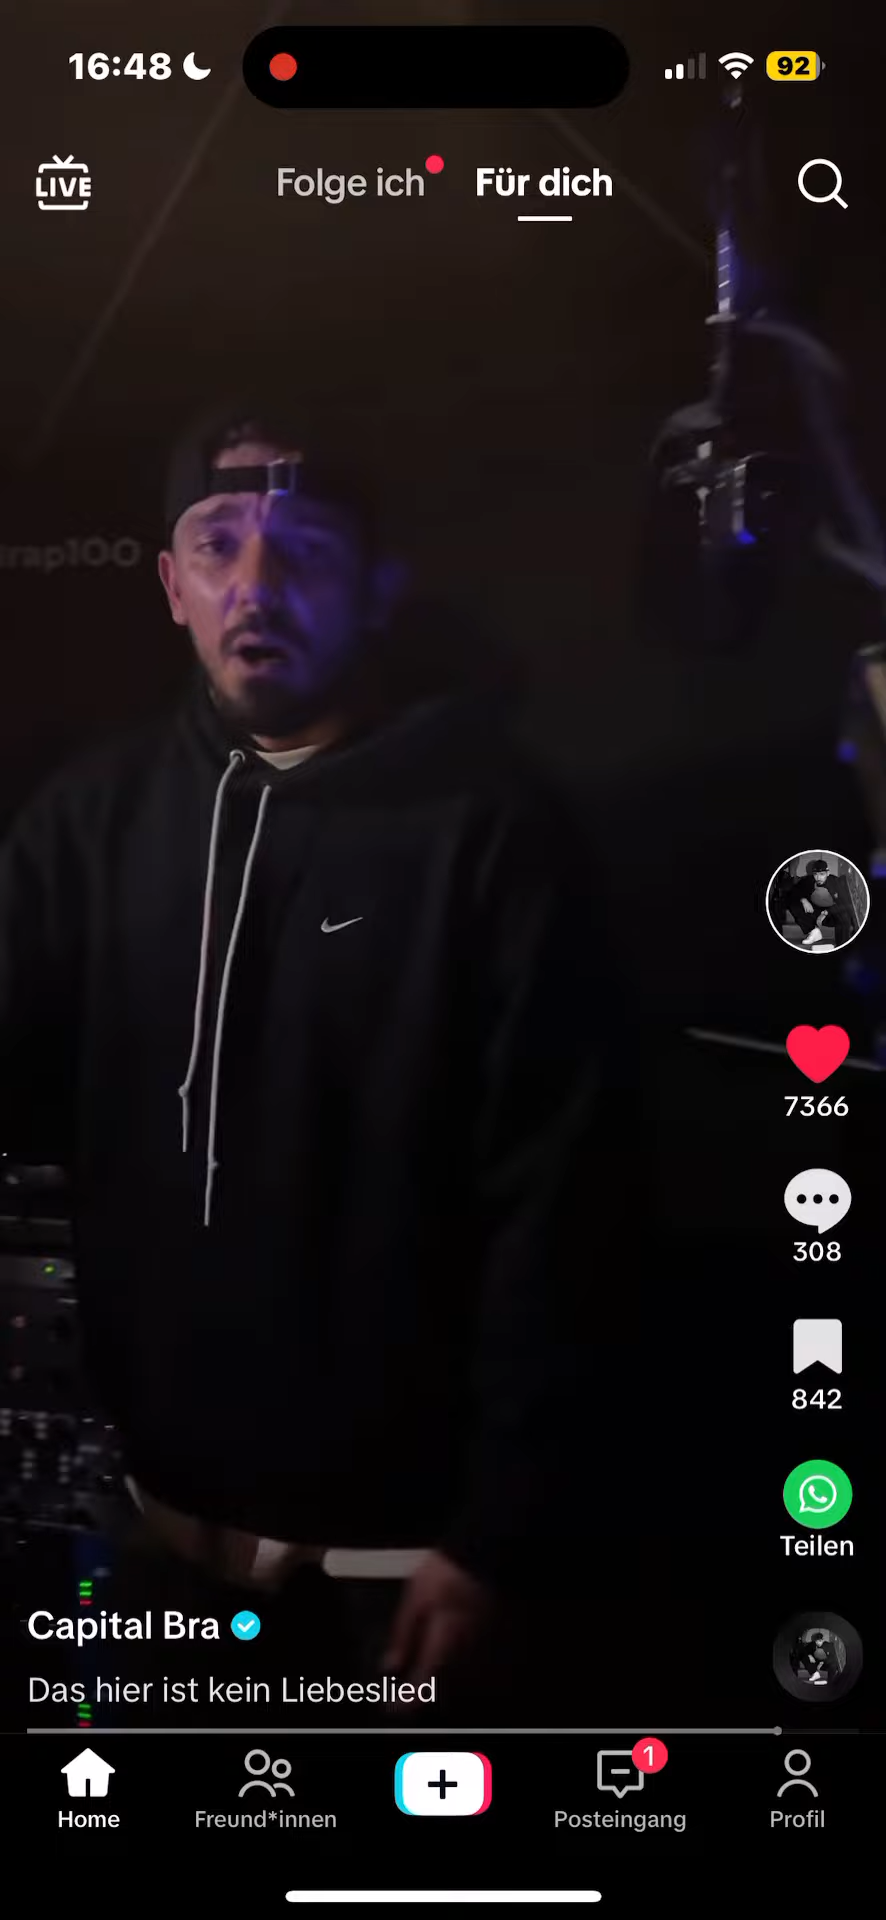 16:48
92
LIVE
Folge ich
Für dich
rap100
7366
308
842
Teilen
Capital Bra
Das hier ist kein Liebeslied
1
Home
Freund*innen
Posteingang
Profil